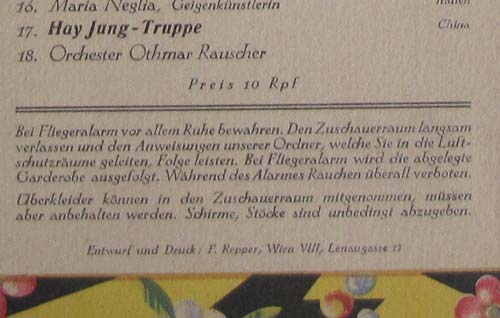 16. Maria Neglia, Geigenkünstlerin Italien
17. Hay Jung-Truppe China
18. Orchester Othmar Rauscher
Preis 10 Rpf
Bei Fliegeralarm vor allem Ruhe bewahren. Den Zuschauerraum langsam
verlassen und den Anweisungen unserer Ordner, welche Sie in die Luft-
schutzräume geleiten, Folge leisten. Bei Fliegeralarm wird die abgelegte
Garderobe ausgefolgt. Während des Alarmes Rauchen überall verboten.
Überkleider können in den Zuschauerraum mitgenommen, müssen
aber anbehalten werden. Schirme, Stöcke sind unbedingt abzugeben.
Entwurf und Druck: F. Repper, Wien VIII, Lenaugasse 17